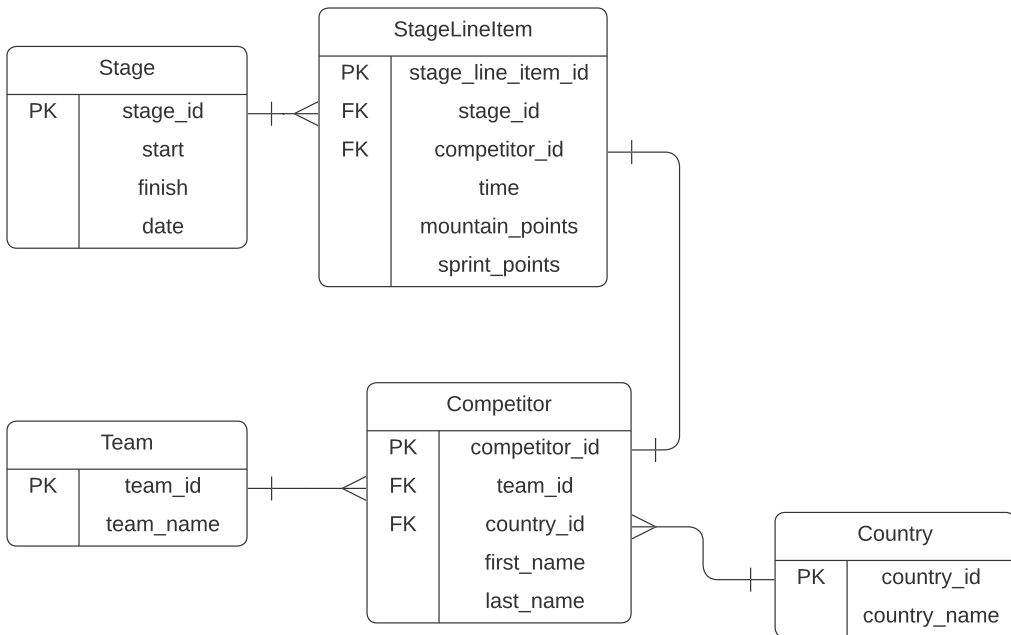 Stage
PK stage_id
start
finish
date
StageLineItem
PK stage_line_item_id
FK stage_id
FK competitor_id
time
mountain_points
sprint_points
Team
PK team_id
team_name
Competitor
PK competitor_id
FK team_id
FK country_id
first_name
last_name
Country
PK country_id
country_name